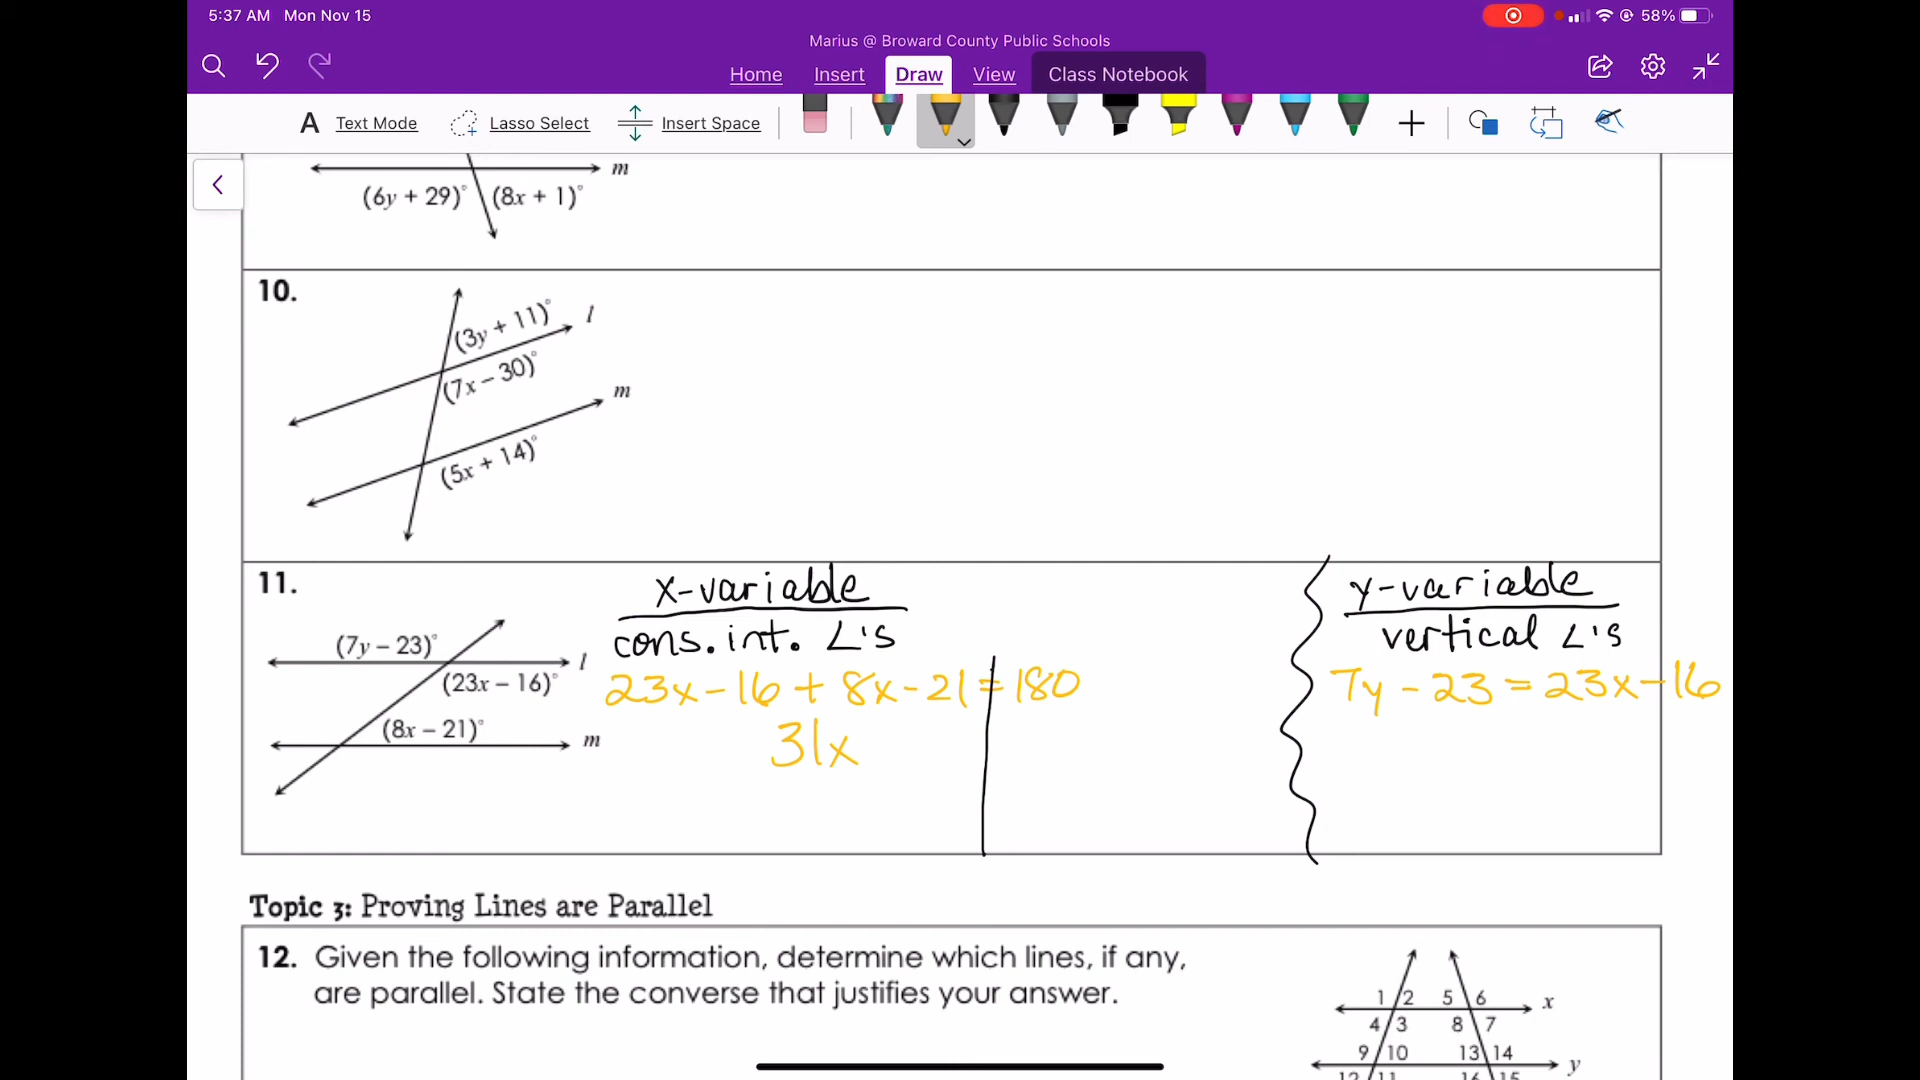 5:37 AM Mon Nov 15
58%
Marius @ Broward County Public Schools
Home Insert Draw View Class Notebook
A Text Mode Lasso Select Insert Space
m
(6y + 29)° (8x + 1)°
10.
(3y + 11)° l
(7x – 30)°
m
(5x + 14)°
11.
x-variable
cons. int. ∠'s
23x – 16 + 8x – 21 = 180
31x
y-variable
vertical ∠'s
7y – 23 = 23x – 16
(7y – 23)°
l
(23x – 16)°
(8x – 21)°
m
Topic 3: Proving Lines are Parallel
12. Given the following information, determine which lines, if any,
are parallel. State the converse that justifies your answer.
1 2 5 6 x
4 3 8 7
9 10 13 14 y
12 11 16 15